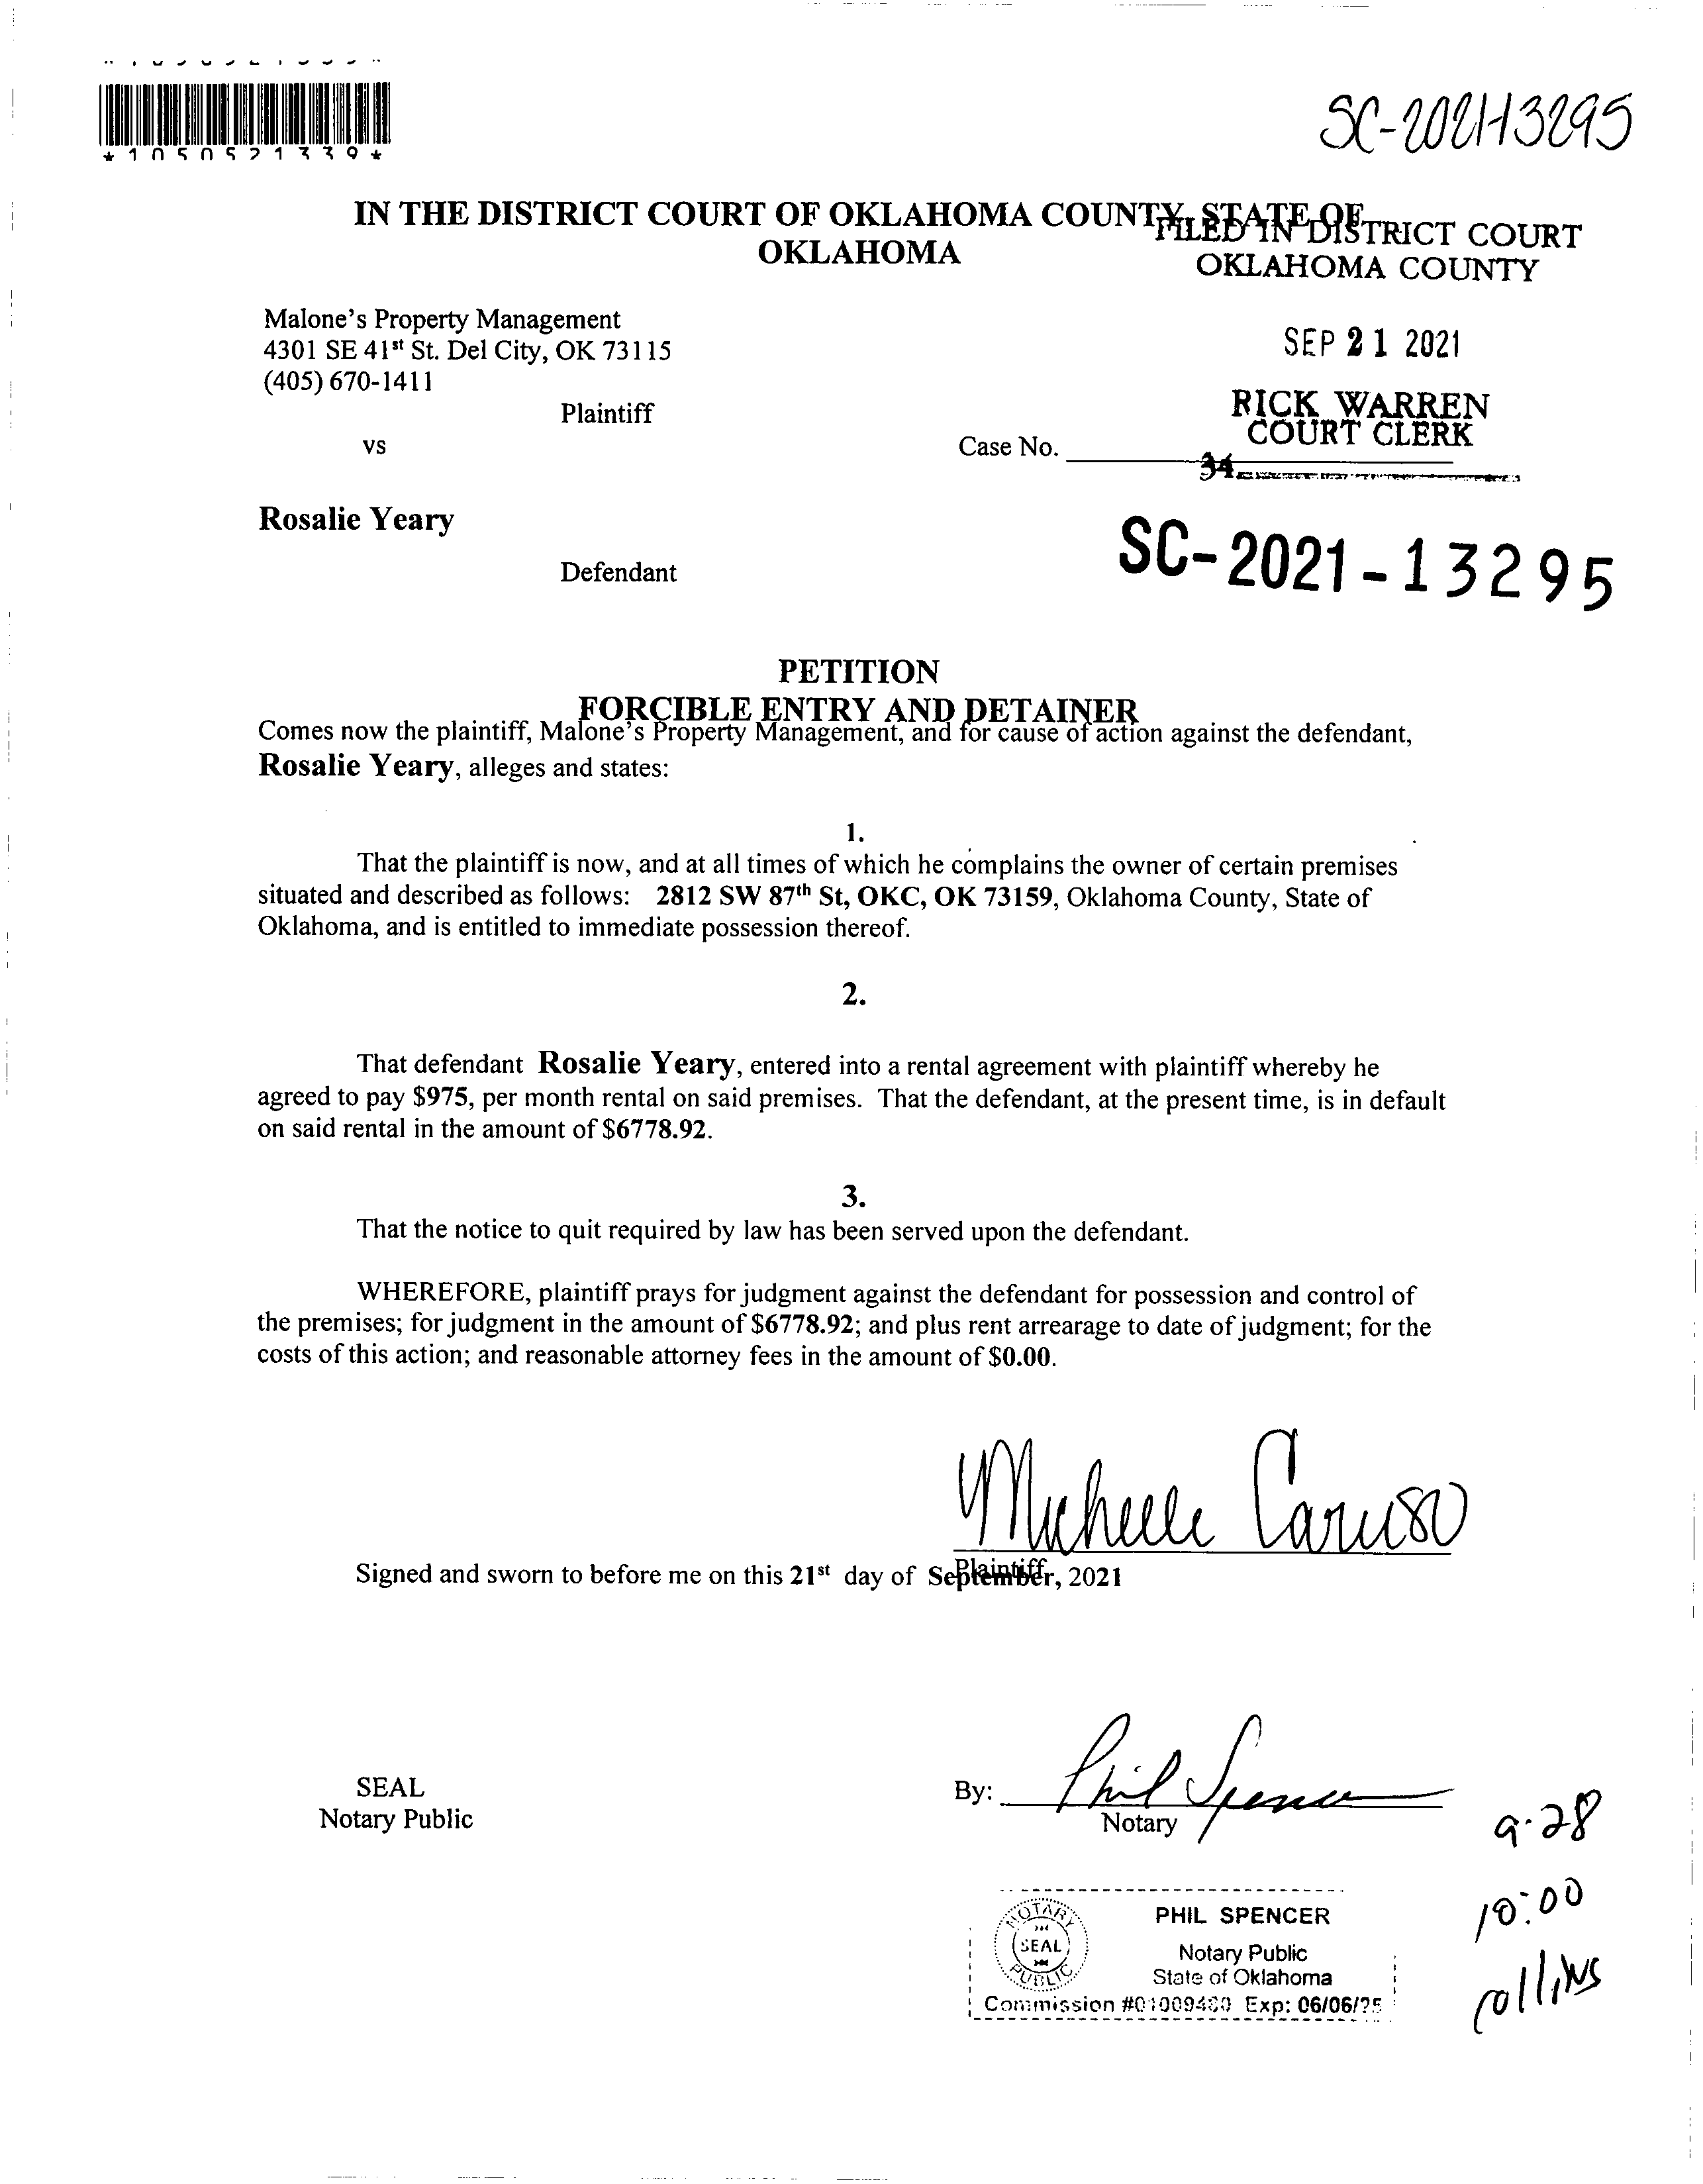 *1050521339*
SC-2021-13295
IN THE DISTRICT COURT OF OKLAHOMA COUNTY, STATE OF
OKLAHOMA
FILED IN DISTRICT COURT
OKLAHOMA COUNTY
Malone's Property Management
4301 SE 41st St. Del City, OK 73115
(405) 670-1411
SEP 21 2021
Plaintiff
RICK WARREN
COURT CLERK
vs
Case No.
34
Rosalie Yeary
Defendant
SC-2021-13295
PETITION
FORCIBLE ENTRY AND DETAINER
Comes now the plaintiff, Malone's Property Management, and for cause of action against the defendant,
Rosalie Yeary, alleges and states:
1.
That the plaintiff is now, and at all times of which he complains the owner of certain premises
situated and described as follows: 2812 SW 87th St, OKC, OK 73159, Oklahoma County, State of
Oklahoma, and is entitled to immediate possession thereof.
2.
That defendant Rosalie Yeary, entered into a rental agreement with plaintiff whereby he
agreed to pay $975, per month rental on said premises. That the defendant, at the present time, is in default
on said rental in the amount of $6778.92.
3.
That the notice to quit required by law has been served upon the defendant.
WHEREFORE, plaintiff prays for judgment against the defendant for possession and control of
the premises; for judgment in the amount of $6778.92; and plus rent arrearage to date of judgment; for the
costs of this action; and reasonable attorney fees in the amount of $0.00.
Michelle Caruso
Plaintiff
Signed and sworn to before me on this 21st day of September, 2021
SEAL
Notary Public
By: Phil Spencer
Notary
9-28
10:00
Collins
NOTARY
SEAL
PUBLIC
PHIL SPENCER
Notary Public
State of Oklahoma
Commission Exp: 06/06/25